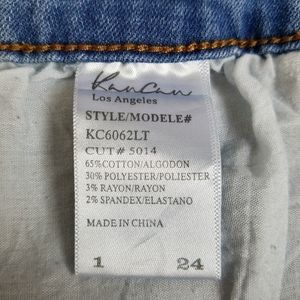 KanCan
Los Angeles
STYLE/MODELE#
KC6062LT
CUT# 5014
65%COTTON/ALGODON
30% POLYESTER/POLIESTER
3% RAYON/RAYON
2% SPANDEX/ELASTANO
MADE IN CHINA
1 24